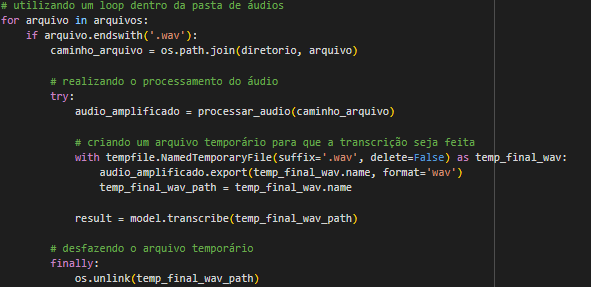 # utilizando um loop dentro da pasta de áudios
for arquivo in arquivos:
    if arquivo.endswith('.wav'):
        caminho_arquivo = os.path.join(diretorio, arquivo)

        # realizando o processamento do áudio
        try:
            audio_amplificado = processar_audio(caminho_arquivo)

            # criando um arquivo temporário para que a transcrição seja feita
            with tempfile.NamedTemporaryFile(suffix='.wav', delete=False) as temp_final_wav:
                audio_amplificado.export(temp_final_wav.name, format='wav')
                temp_final_wav_path = temp_final_wav.name

            result = model.transcribe(temp_final_wav_path)

        # desfazendo o arquivo temporário
        finally:
            os.unlink(temp_final_wav_path)